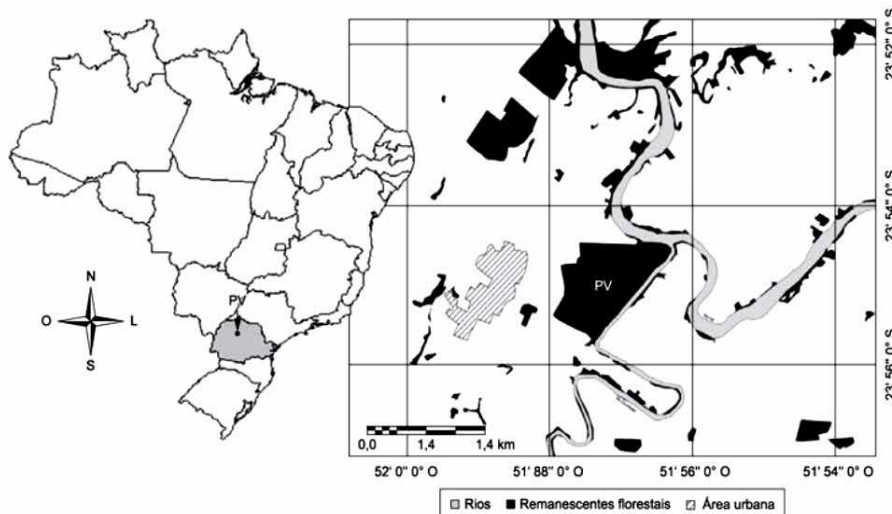 N
O
L
S
PV
PV
23' 52'' 0° S
23' 54'' 0° S
23' 56'' 0° S
0,0 1,4 1,4 km
52' 0'' 0° O
51' 88'' 0° O
51' 56'' 0° O
51' 54'' 0° O
Rios
Remanescentes florestais
Área urbana